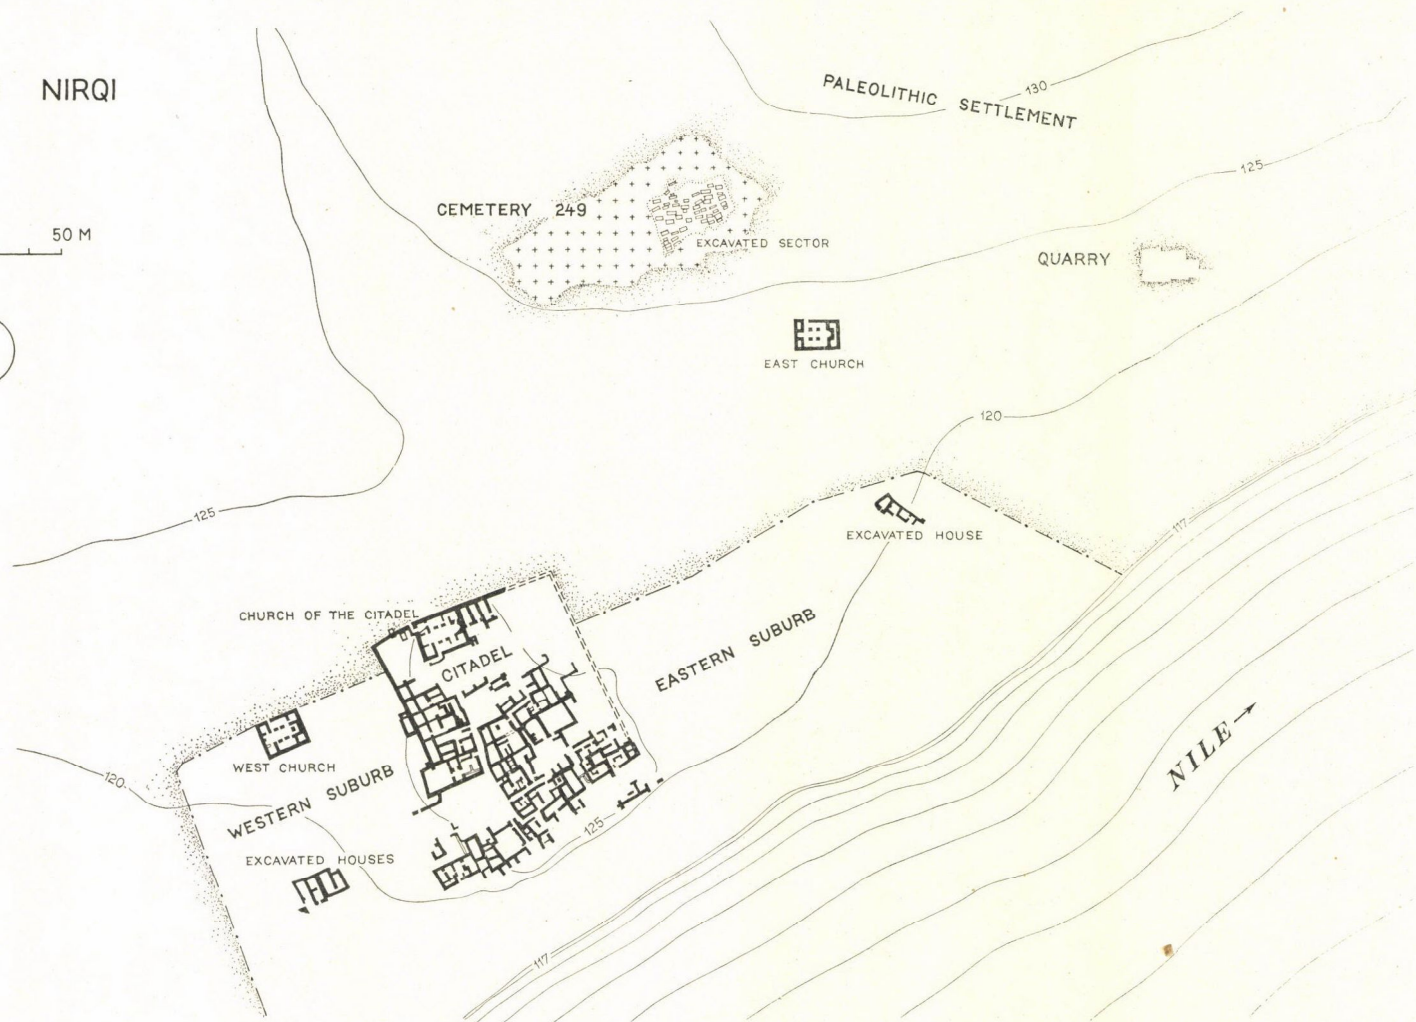 NIRQI
130
PALEOLITHIC SETTLEMENT
125
CEMETERY 249
50 M
EXCAVATED SECTOR
QUARRY
EAST CHURCH
120
125
117
EXCAVATED HOUSE
CHURCH OF THE CITADEL
EASTERN SUBURB
CITADEL
NILE
WEST CHURCH
120
WESTERN SUBURB
125
EXCAVATED HOUSES
117